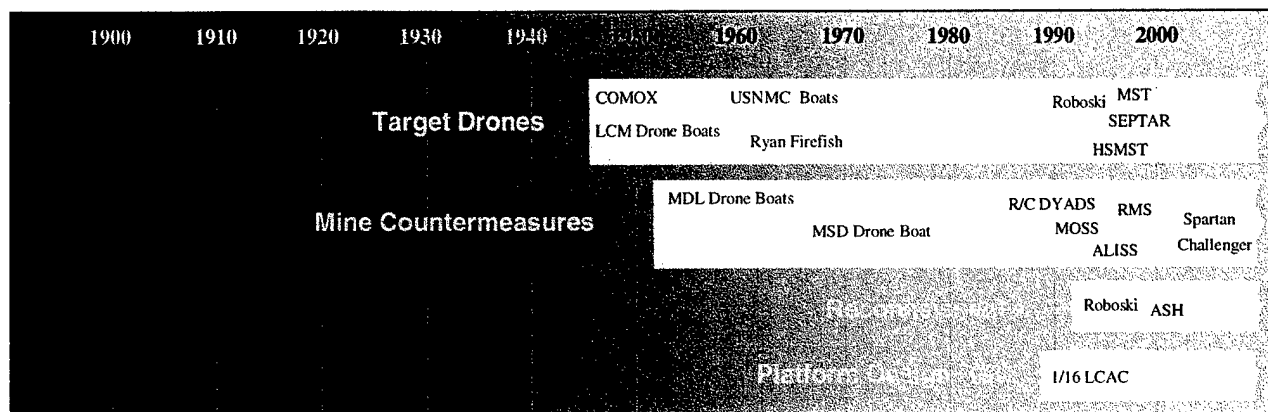 1900 1910 1920 1930 1940 1960 1970 1980 1990 2000
Target Drones
COMOX USNMC Boats Roboski MST
SEPTAR
LCM Drone Boats Ryan Firefish HSMST
Mine Countermeasures
MDL Drone Boats R/C DYADS RMS Spartan
MSD Drone Boat MOSS Challenger
ALISS
Roboski ASH
Platform
1/16 LCAC